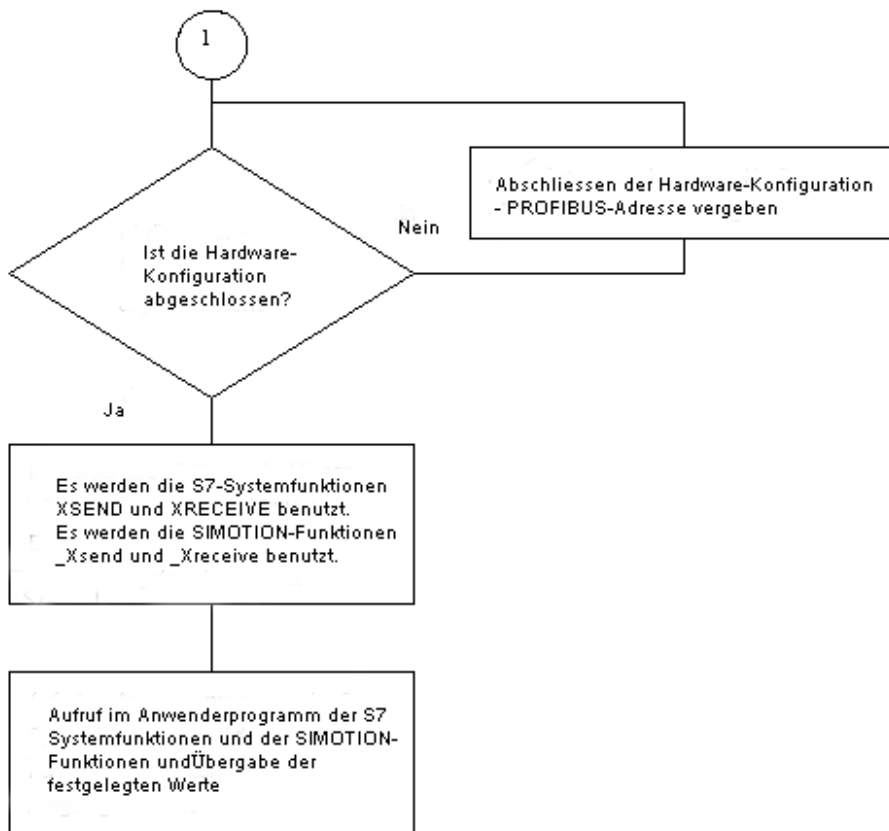 1
Abschliessen der Hardware-Konfiguration
- PROFIBUS-Adresse vergeben
Nein
Ist die Hardware-
Konfiguration
abgeschlossen?
Ja
Es werden die S7-Systemfunktionen
XSEND und XRECEIVE benutzt.
Es werden die SIMOTION-Funktionen
_Xsend und _Xreceive benutzt.
Aufruf im Anwenderprogramm der S7
Systemfunktionen und der SIMOTION-
Funktionen undÜbergabe der
festgelegten Werte